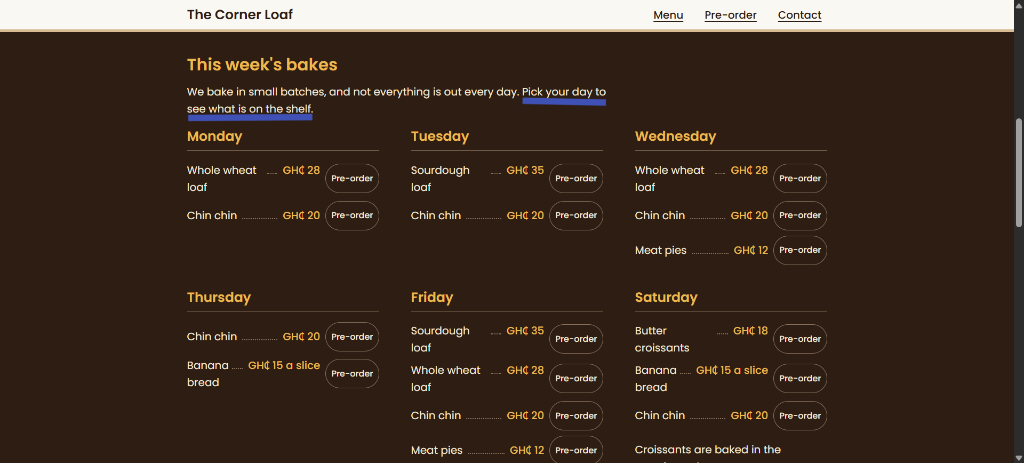 The Corner Loaf
Menu Pre-order Contact
This week's bakes
We bake in small batches, and not everything is out every day. Pick your day to
see what is on the shelf.
Monday
Whole wheat loaf GH₵ 28 Pre-order
Chin chin GH₵ 20 Pre-order
Tuesday
Sourdough loaf GH₵ 35 Pre-order
Chin chin GH₵ 20 Pre-order
Wednesday
Whole wheat loaf GH₵ 28 Pre-order
Chin chin GH₵ 20 Pre-order
Meat pies GH₵ 12 Pre-order
Thursday
Chin chin GH₵ 20 Pre-order
Banana bread GH₵ 15 a slice Pre-order
Friday
Sourdough loaf GH₵ 35 Pre-order
Whole wheat loaf GH₵ 28 Pre-order
Chin chin GH₵ 20 Pre-order
Meat pies GH₵ 12 Pre-order
Saturday
Butter croissants GH₵ 18 Pre-order
Banana bread GH₵ 15 a slice Pre-order
Chin chin GH₵ 20 Pre-order
Croissants are baked in the